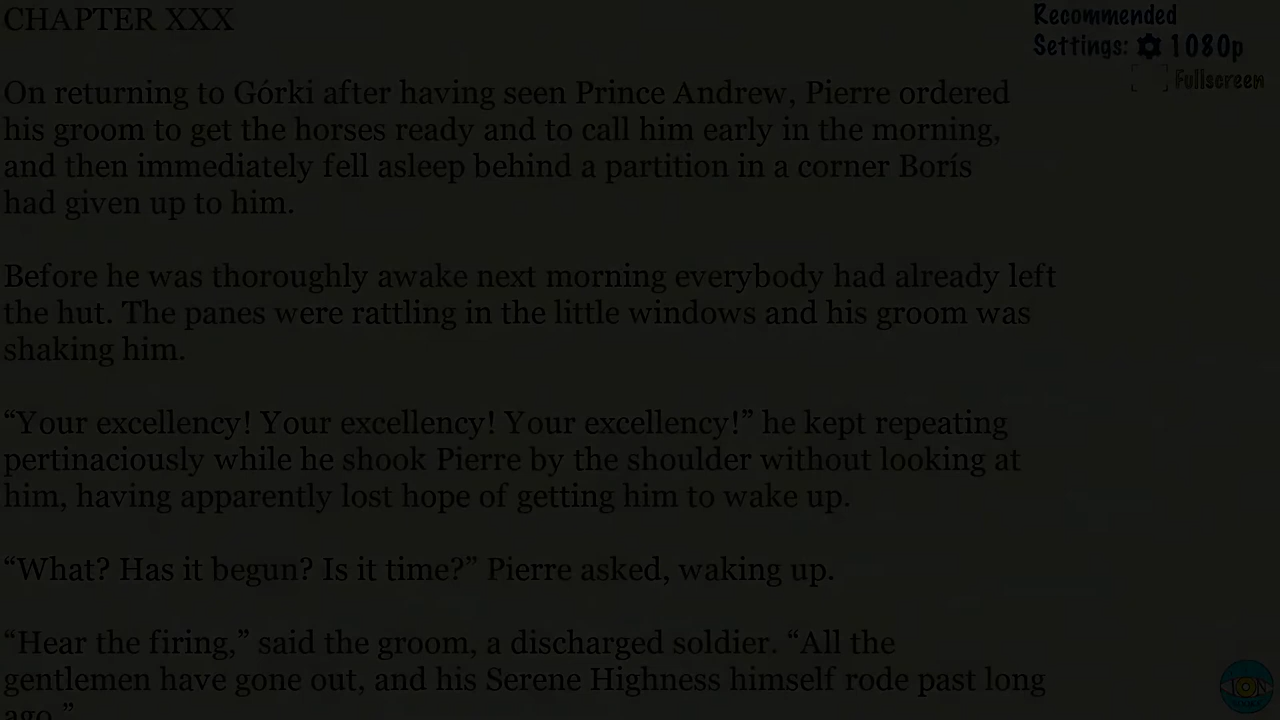 CHAPTER XXX
Recommended
Settings: 1080p
Fullscreen
On returning to Górki after having seen Prince Andrew, Pierre ordered
his groom to get the horses ready and to call him early in the morning,
and then immediately fell asleep behind a partition in a corner Borís
had given up to him.
Before he was thoroughly awake next morning everybody had already left
the hut. The panes were rattling in the little windows and his groom was
shaking him.
“Your excellency! Your excellency! Your excellency!” he kept repeating
pertinaciously while he shook Pierre by the shoulder without looking at
him, having apparently lost hope of getting him to wake up.
“What? Has it begun? Is it time?” Pierre asked, waking up.
“Hear the firing,” said the groom, a discharged soldier. “All the
gentlemen have gone out, and his Serene Highness himself rode past long
ago.”